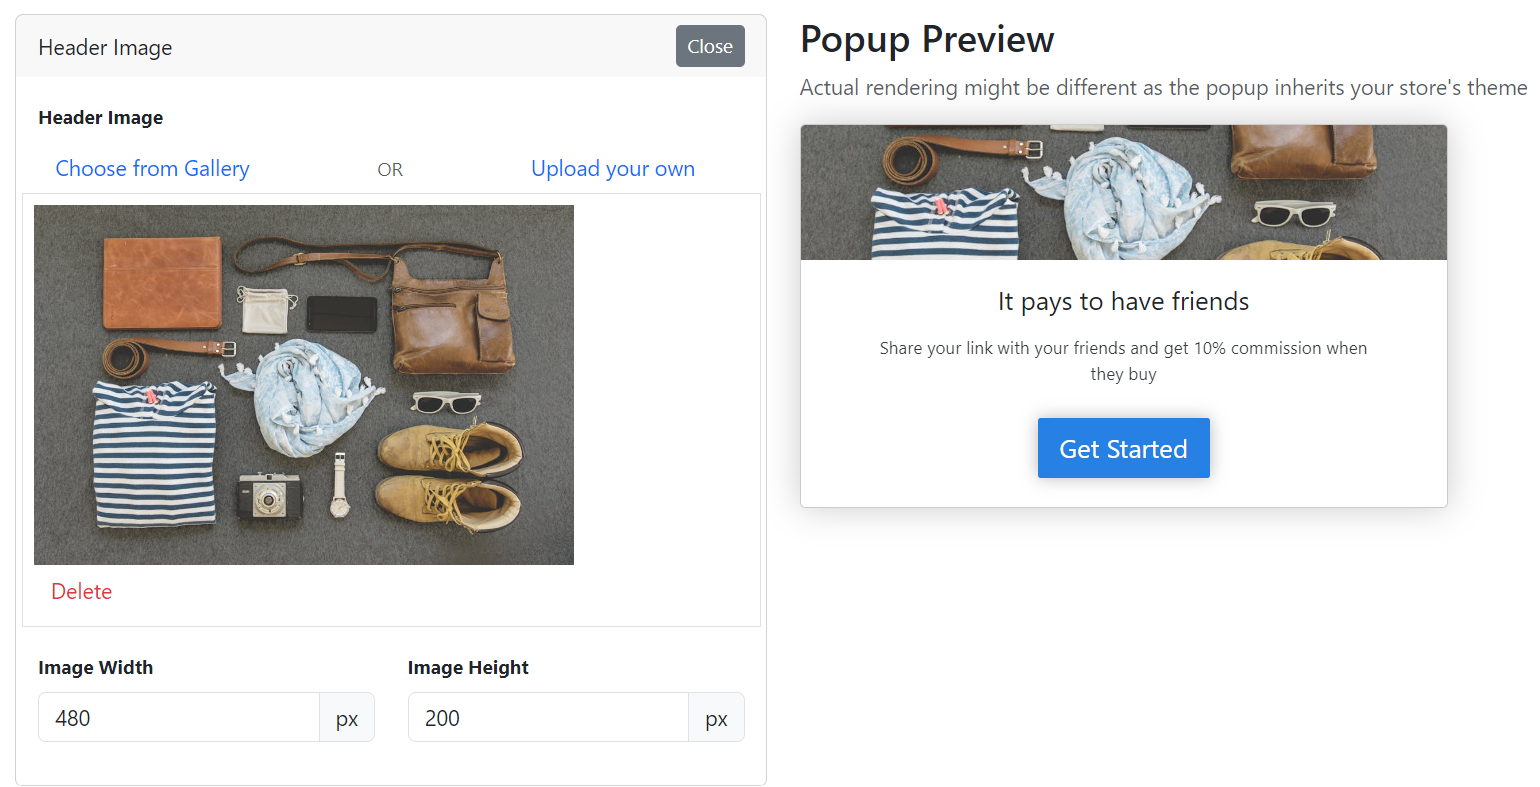 Header Image
Close
Header Image
Choose from Gallery
OR
Upload your own
Delete
Image Width
Image Height
480
px
200
px
Popup Preview
Actual rendering might be different as the popup inherits your store's theme
It pays to have friends
Share your link with your friends and get 10% commission when
they buy
Get Started